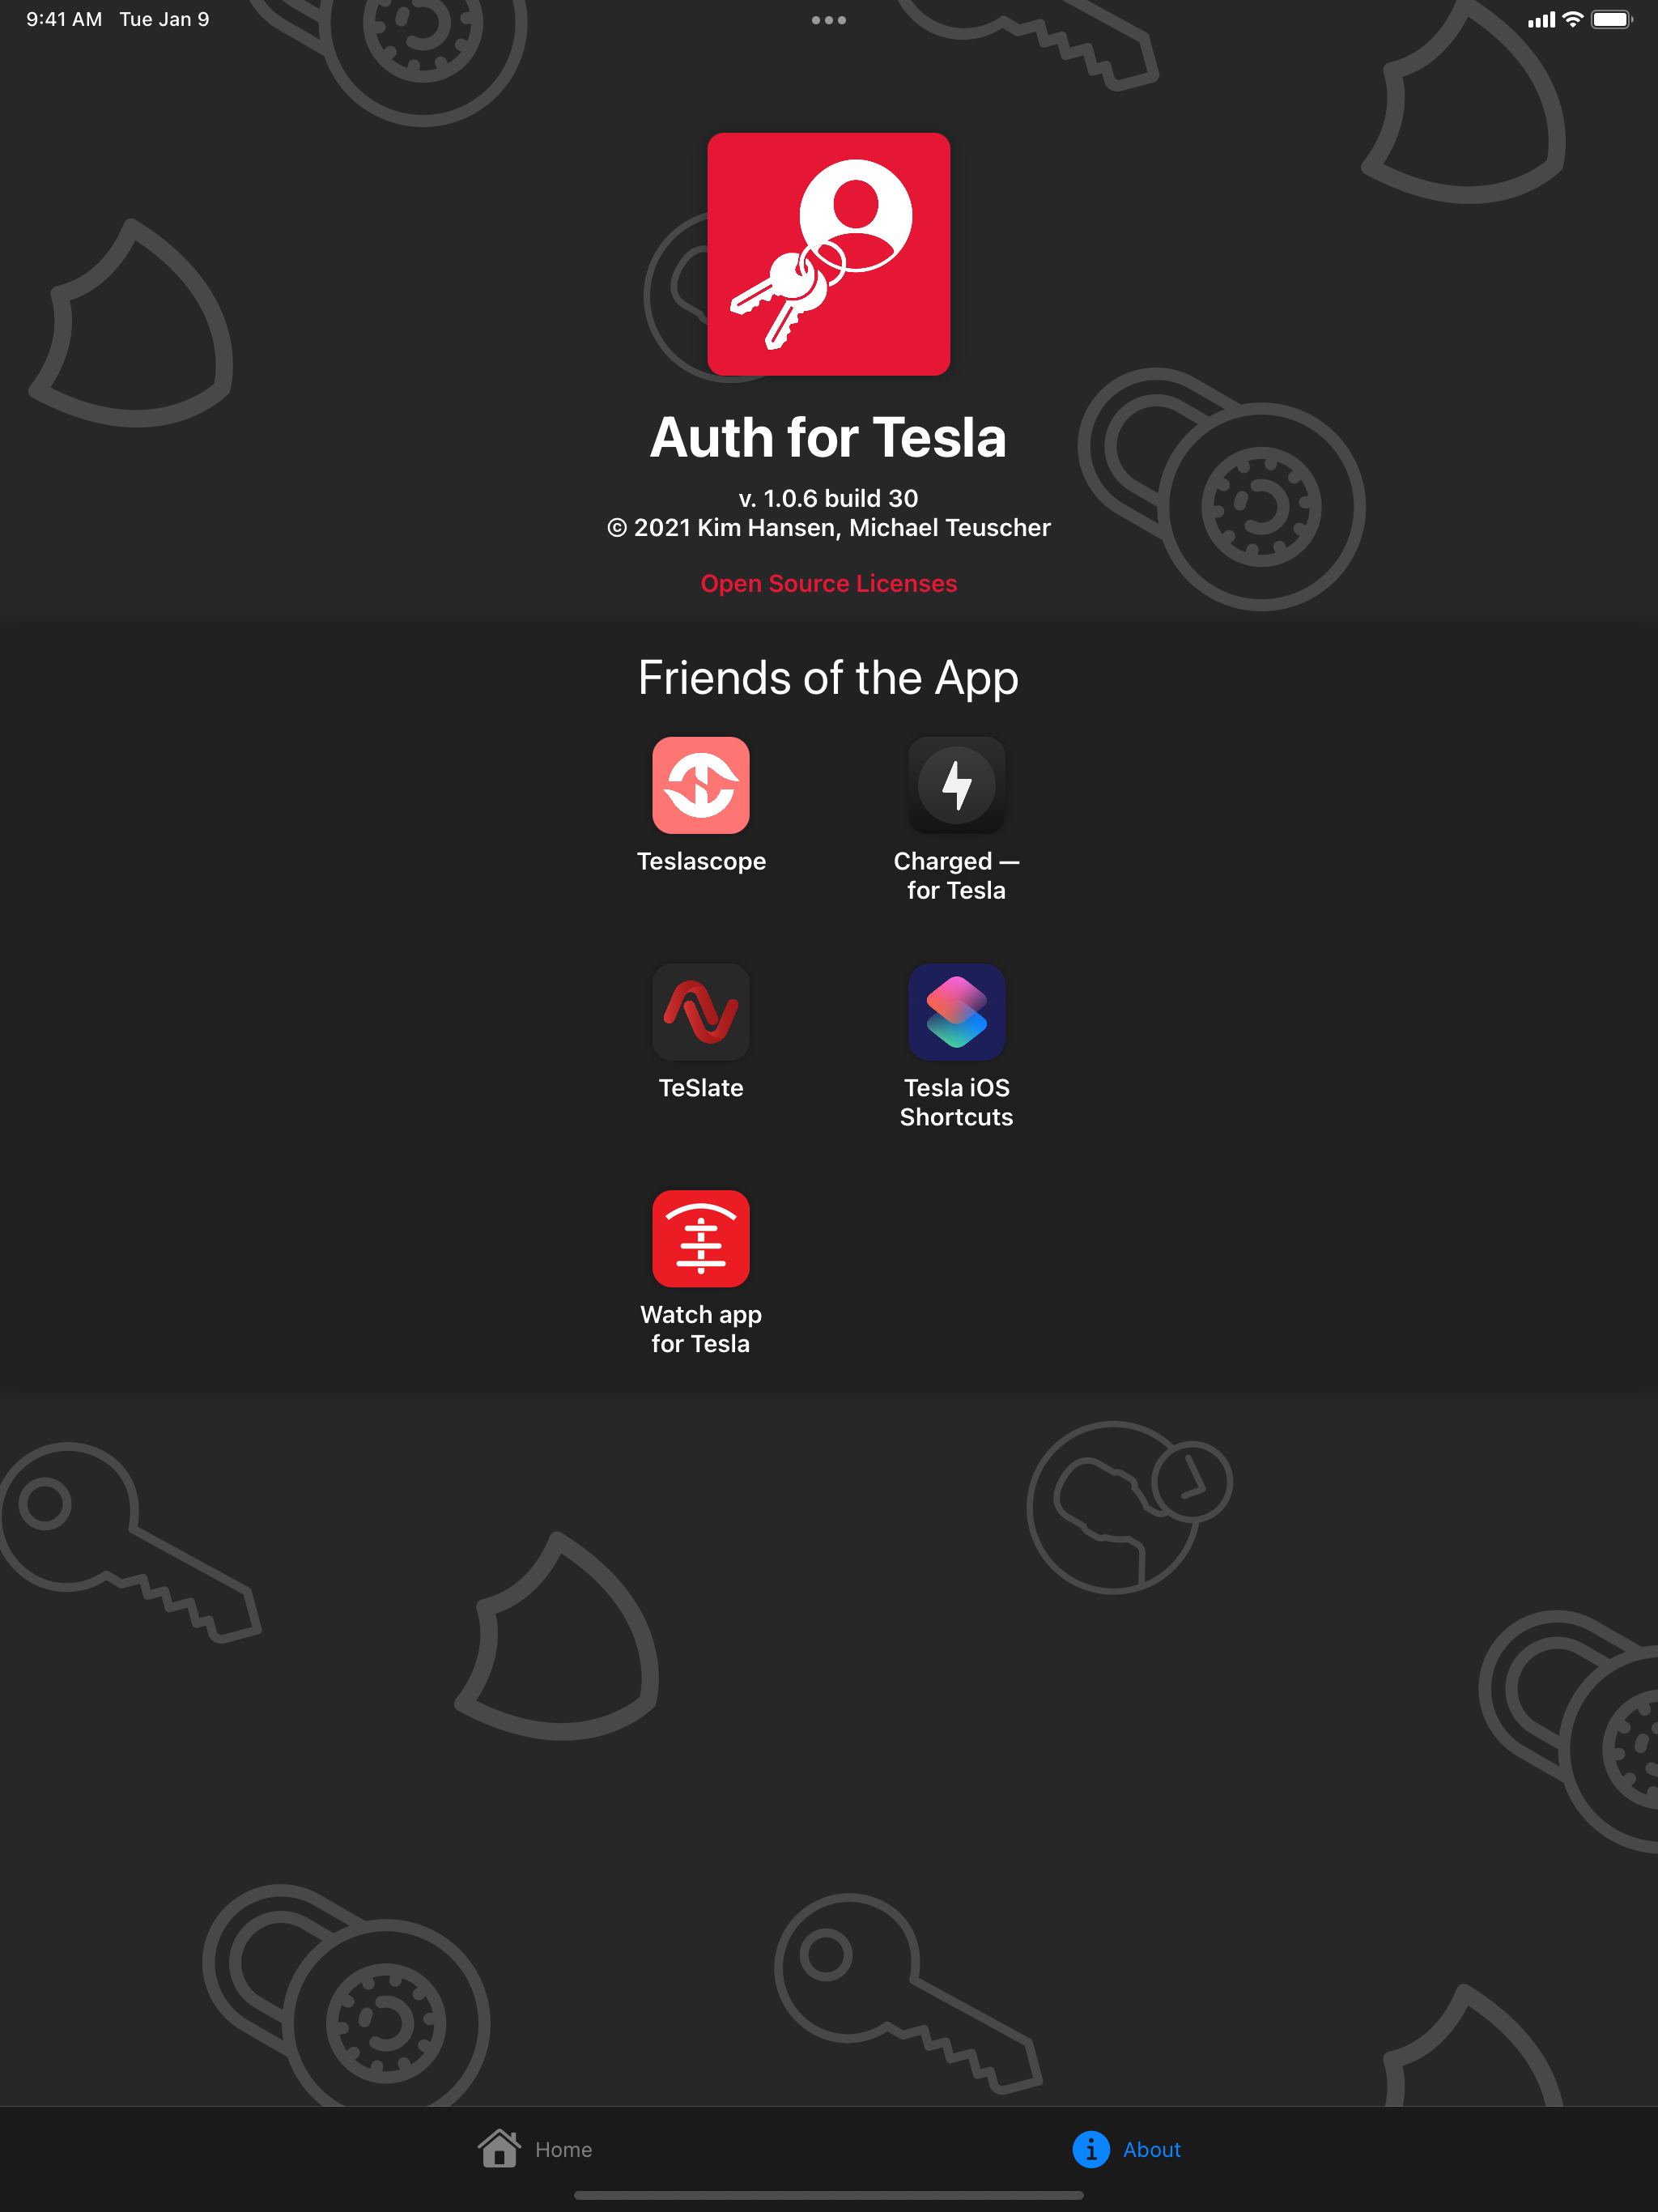 9:41 AM Tue Jan 9
Auth for Tesla
v. 1.0.6 build 30
© 2021 Kim Hansen, Michael Teuscher
Open Source Licenses
Friends of the App
Teslascope
Charged —
for Tesla
TeSlate
Tesla iOS
Shortcuts
Watch app
for Tesla
Home
About